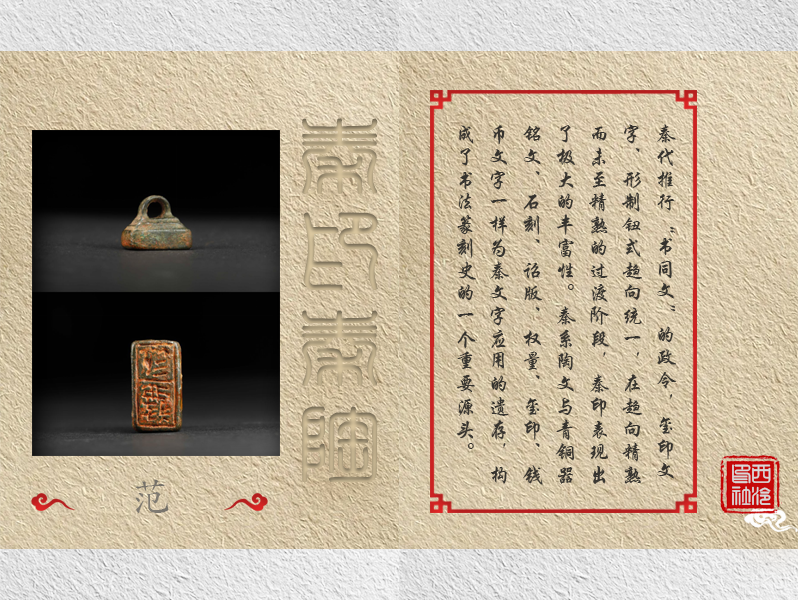 秦印秦陶
范
秦代推行“书同文”的政令，玺印文
字、形制钮式趋向统一，在趋向精熟
而未至精熟的过渡阶段，秦印表现出
了极大的丰富性。秦系陶文与青铜器
铭文、石刻、诏版、权量、玺印、钱
币文字一样为秦文字应用的遗存，构
成了书法篆刻史的一个重要源头。
西泠印社